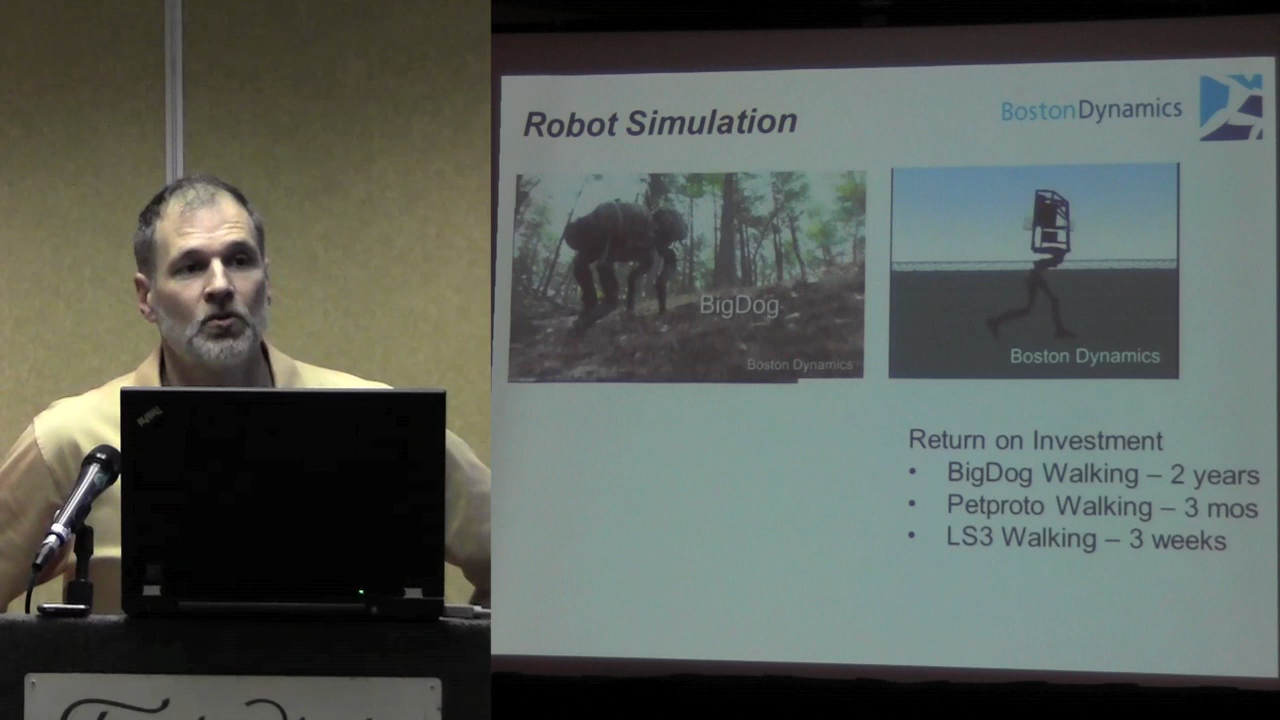 Robot Simulation
BostonDynamics
BigDog
Boston Dynamics
Boston Dynamics
Return on Investment
• BigDog Walking – 2 years
• Petproto Walking – 3 mos
• LS3 Walking – 3 weeks
ThinkPad